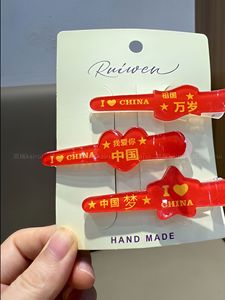 Ruiwen
I ❤ CHINA
祖国
万岁
I ❤ CHINA
我爱你
★ 中国 ★
★ 中国 梦 ★
I ❤
CHINA
HAND MADE